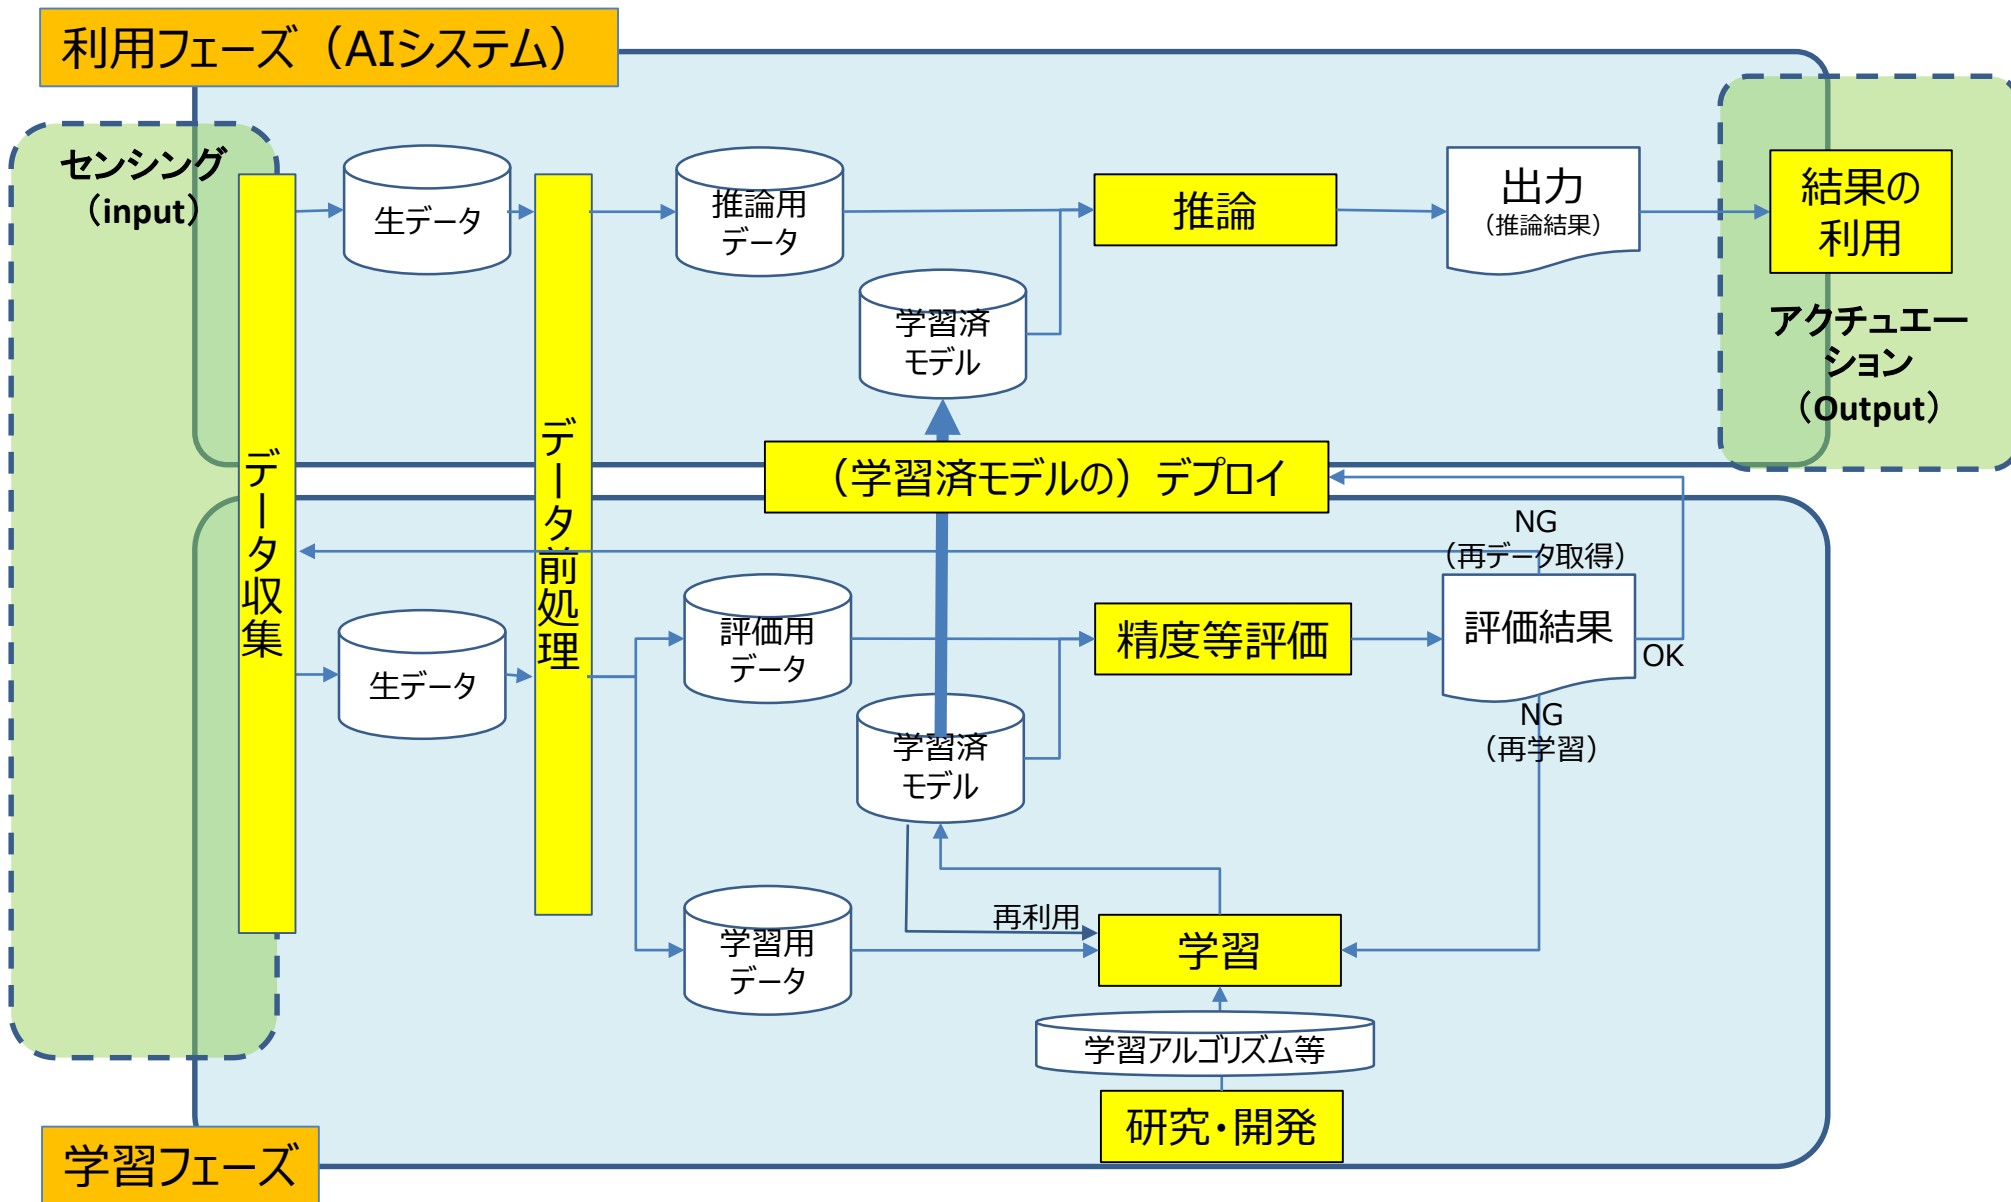 利用フェーズ（AIシステム）
センシング
（input）
データ収集
生データ
データ前処理
推論用
データ
学習済
モデル
推論
出力
（推論結果）
結果の
利用
アクチュエー
ション
（Output）
（学習済モデルの）デプロイ
NG
（再データ取得）
生データ
評価用
データ
精度等評価
評価結果
OK
NG
（再学習）
学習済
モデル
再利用
学習用
データ
学習
学習アルゴリズム等
研究・開発
学習フェーズ